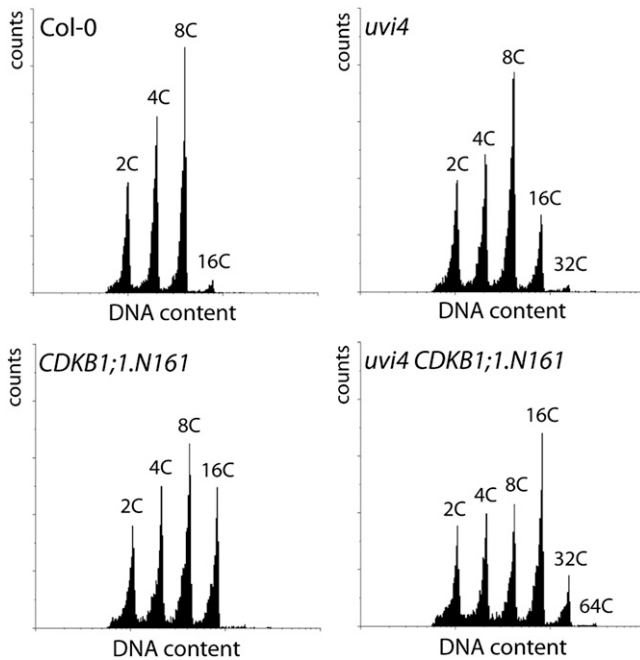 Col-0
counts
2C
4C
8C
16C
DNA content
uvi4
counts
2C
4C
8C
16C
32C
DNA content
CDKB1;1.N161
counts
2C
4C
8C
16C
DNA content
uvi4 CDKB1;1.N161
counts
2C
4C
8C
16C
32C
64C
DNA content